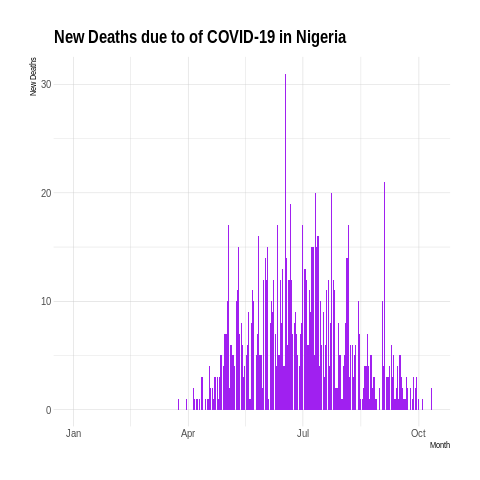 New Deaths due to of COVID-19 in Nigeria
New Deaths
30
20
10
0
Jan Apr Jul Oct
Month